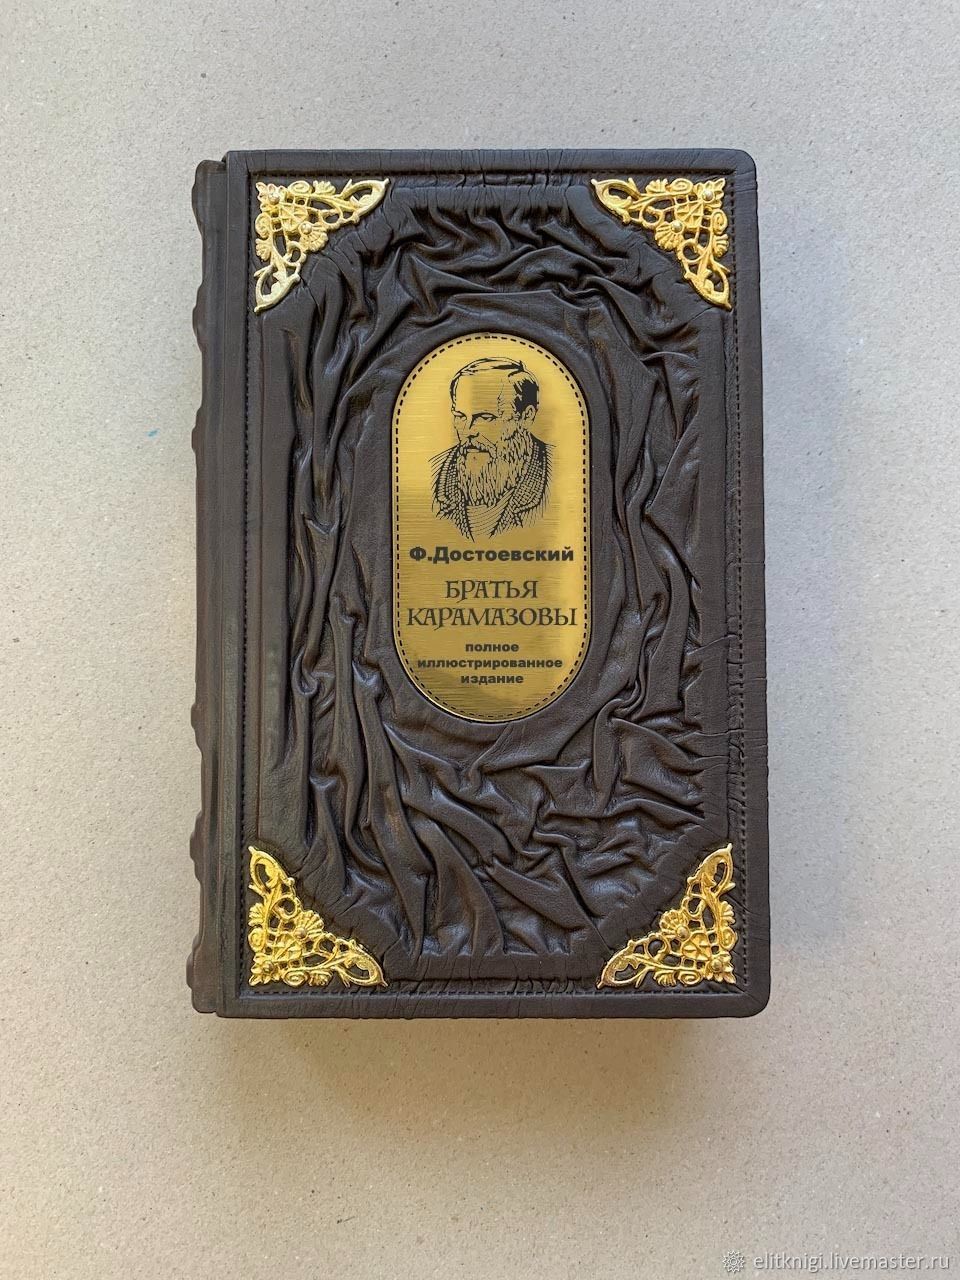 Ф.Достоевский
БРАТЬЯ
КАРАМАЗОВЫ
полное
иллюстрированное
издание
elitknigi.livemaster.ru